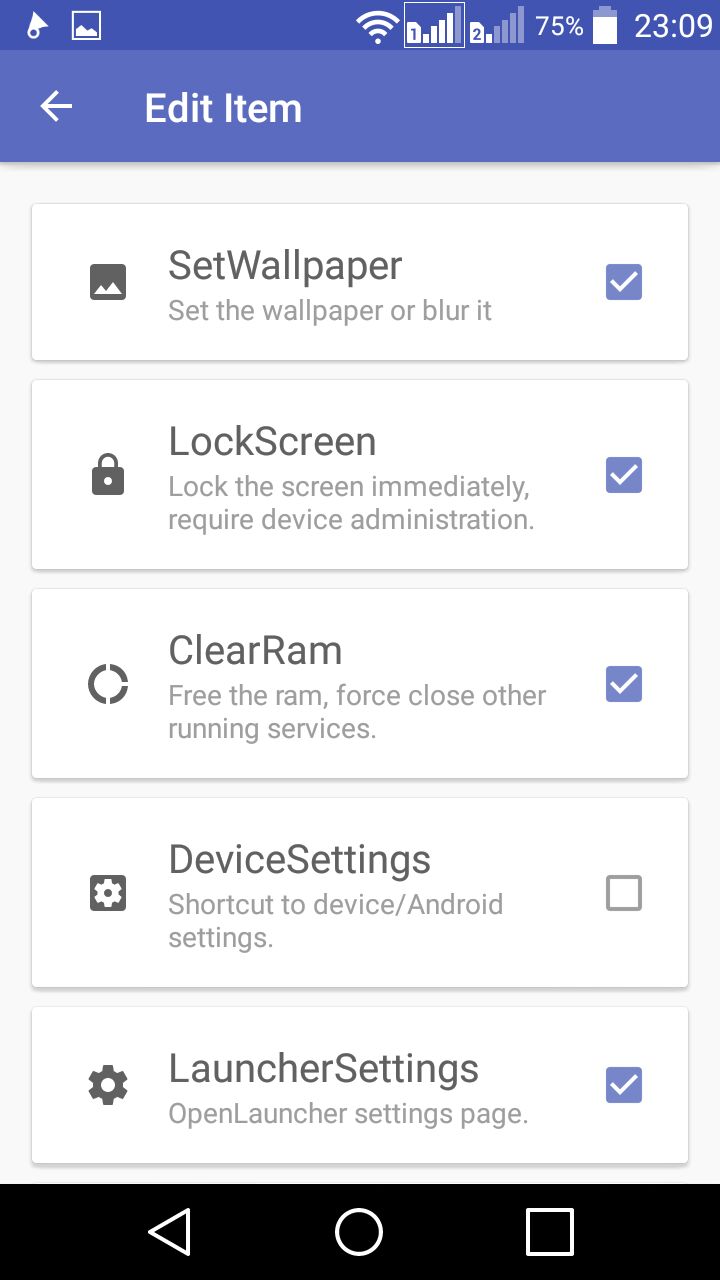 1 2 75% 23:09
Edit Item
SetWallpaper
Set the wallpaper or blur it
LockScreen
Lock the screen immediately,
require device administration.
ClearRam
Free the ram, force close other
running services.
DeviceSettings
Shortcut to device/Android
settings.
LauncherSettings
OpenLauncher settings page.